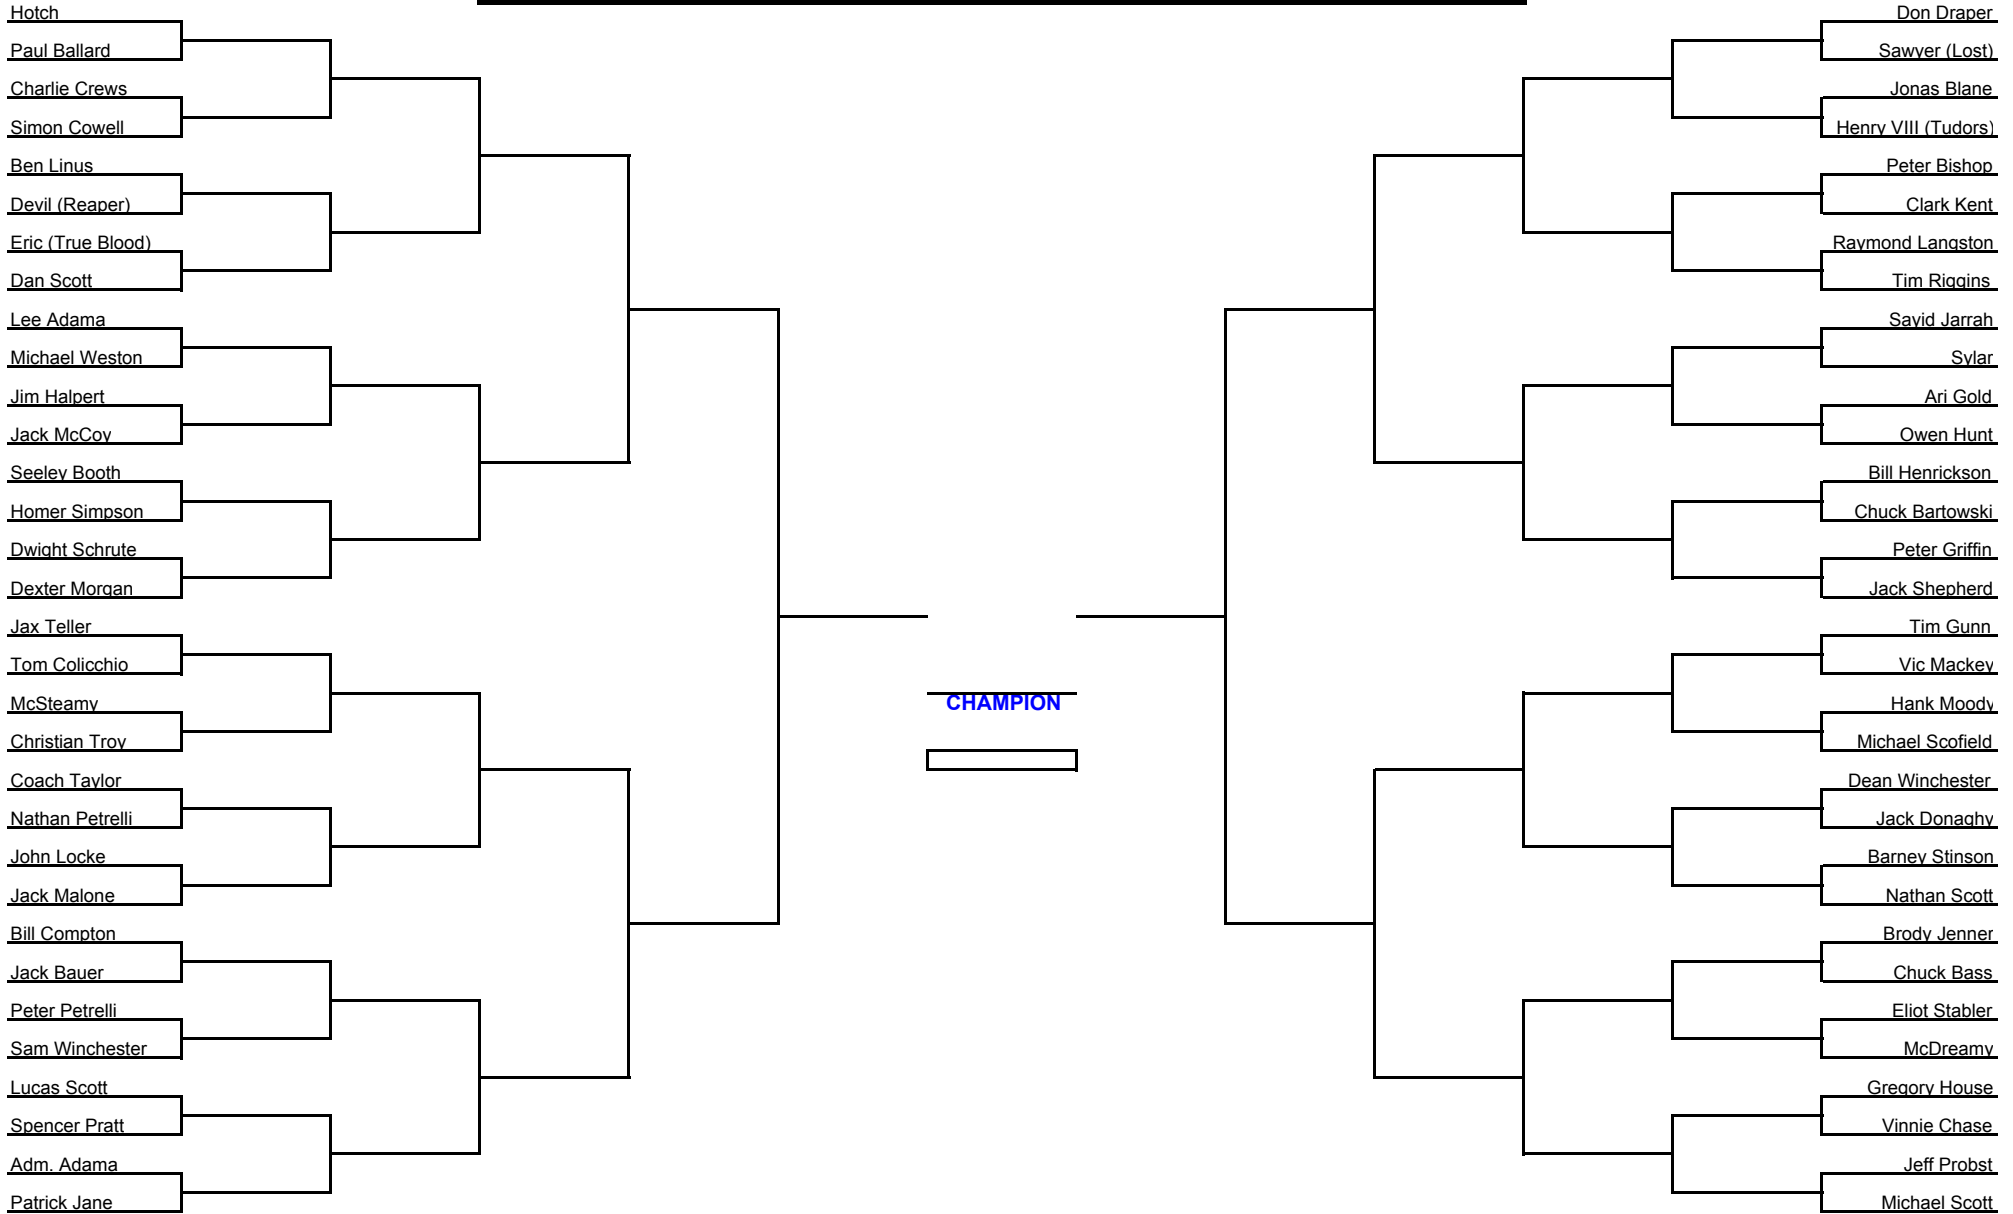 Hotch
Paul Ballard
Charlie Crews
Simon Cowell
Ben Linus
Devil (Reaper)
Eric (True Blood)
Dan Scott
Lee Adama
Michael Weston
Jim Halpert
Jack McCoy
Seeley Booth
Homer Simpson
Dwight Schrute
Dexter Morgan
Jax Teller
Tom Colicchio
McSteamy
Christian Troy
Coach Taylor
Nathan Petrelli
John Locke
Jack Malone
Bill Compton
Jack Bauer
Peter Petrelli
Sam Winchester
Lucas Scott
Spencer Pratt
Adm. Adama
Patrick Jane
CHAMPION
Don Draper
Sawyer (Lost)
Jonas Blane
Henry VIII (Tudors)
Peter Bishop
Clark Kent
Raymond Langston
Tim Riggins
Sayid Jarrah
Sylar
Ari Gold
Owen Hunt
Bill Henrickson
Chuck Bartowski
Peter Griffin
Jack Shepherd
Tim Gunn
Vic Mackey
Hank Moody
Michael Scofield
Dean Winchester
Jack Donaghy
Barney Stinson
Nathan Scott
Brody Jenner
Chuck Bass
Eliot Stabler
McDreamy
Gregory House
Vinnie Chase
Jeff Probst
Michael Scott